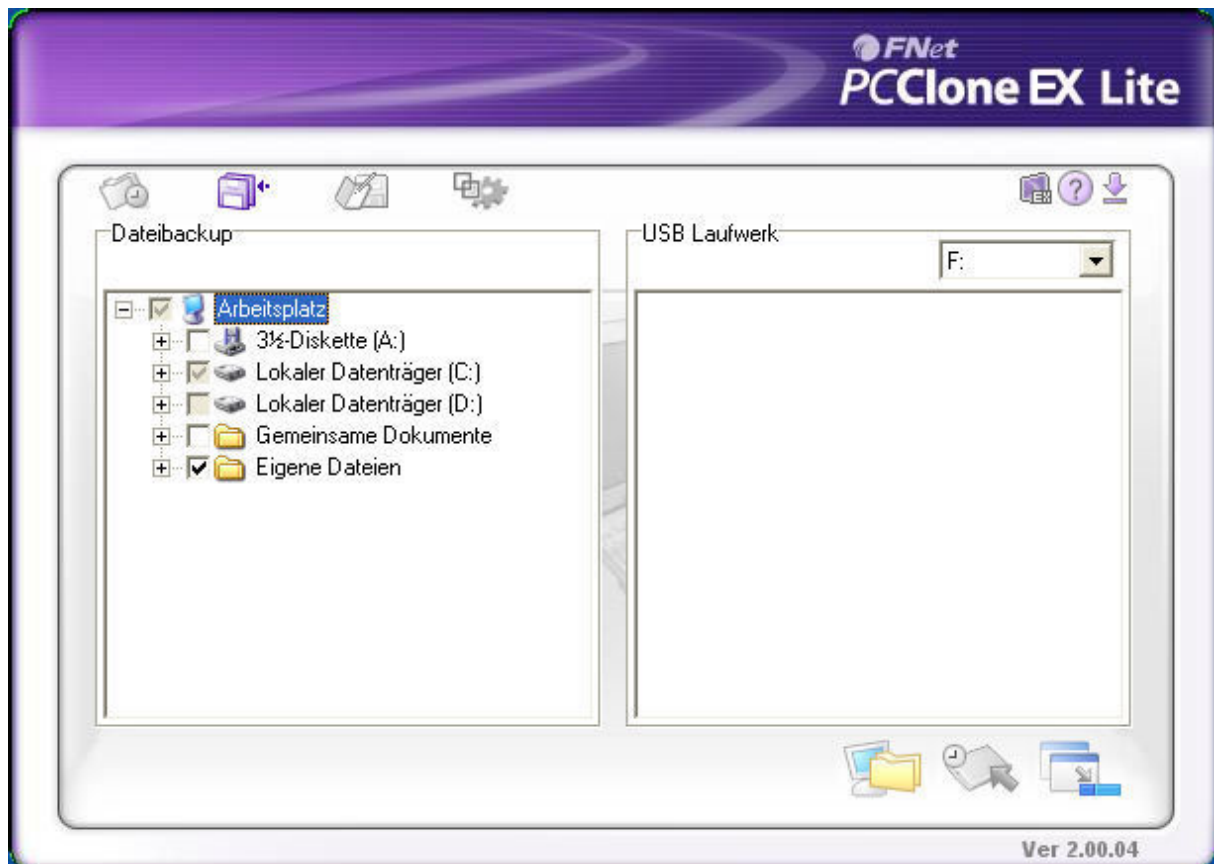 FNet
PCClone EX Lite
Dateibackup
USB Laufwerk
F:
Arbeitsplatz
3½-Diskette (A:)
Lokaler Datenträger (C:)
Lokaler Datenträger (D:)
Gemeinsame Dokumente
Eigene Dateien
Ver 2.00.04